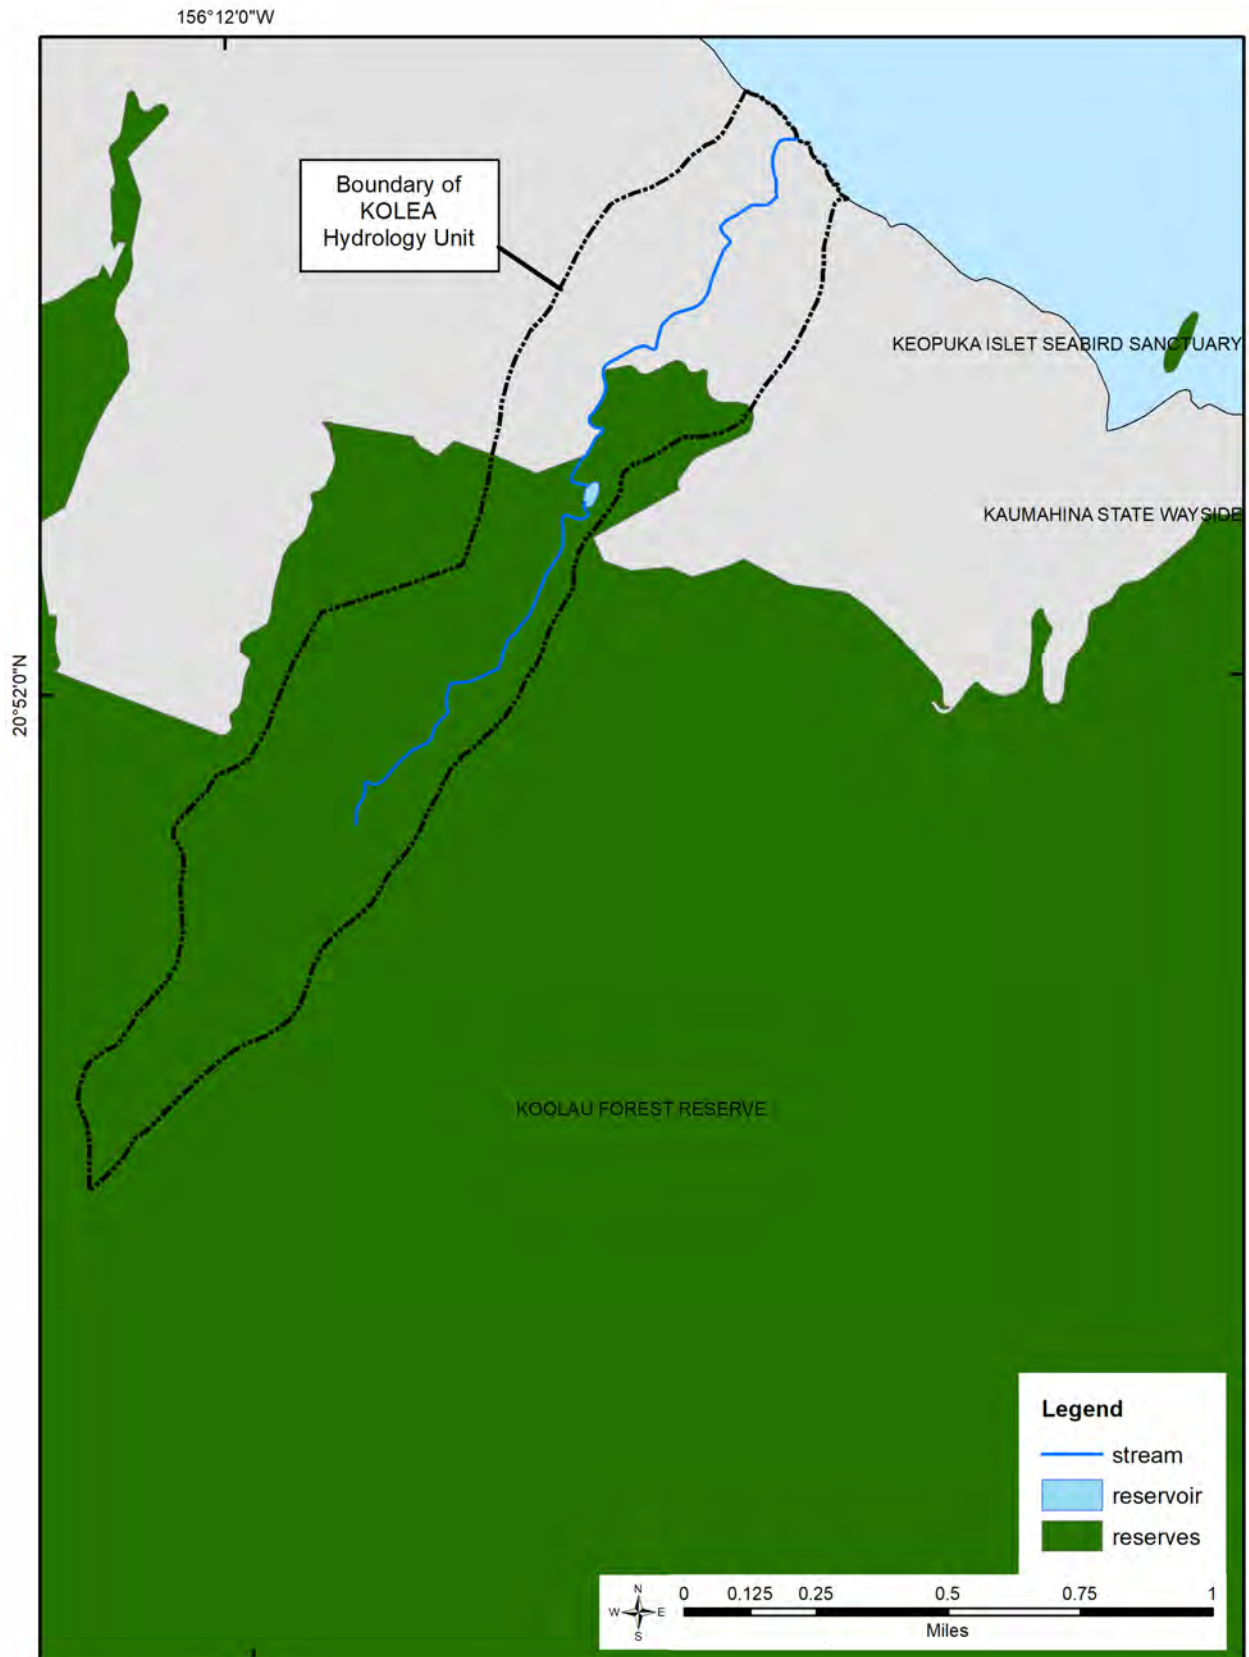 156°12'0"W
Boundary of
KOLEA
Hydrology Unit
KEOPUKA ISLET SEABIRD SANCTUARY
KAUMAHINA STATE WAYSIDE
20°52'0"N
KOOLAU FOREST RESERVE
Legend
stream
reservoir
reserves
N
W E
S
0 0.125 0.25 0.5 0.75 1
Miles